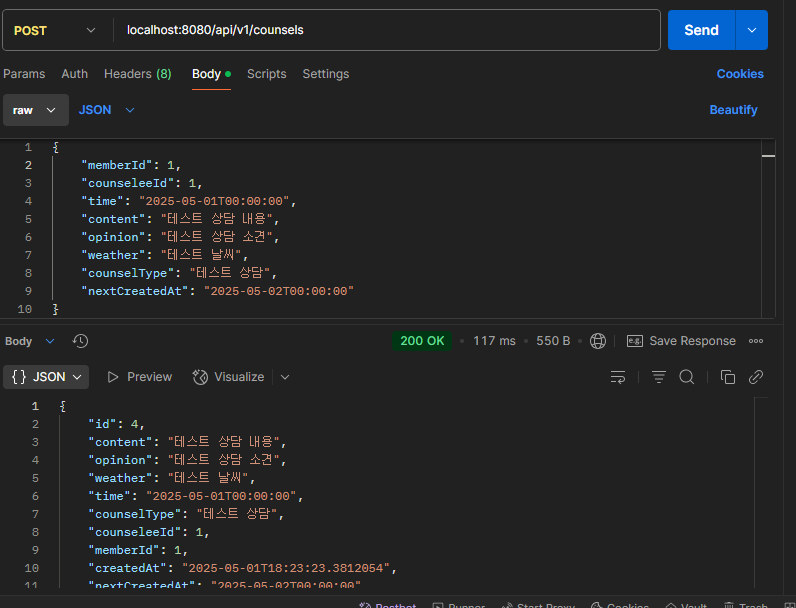 POST localhost:8080/api/v1/counsels Send
Params Auth Headers (8) Body Scripts Settings Cookies
raw JSON Beautify
1 {
2 "memberId": 1,
3 "counseleeId": 1,
4 "time": "2025-05-01T00:00:00",
5 "content": "테스트 상담 내용",
6 "opinion": "테스트 상담 소견",
7 "weather": "테스트 날씨",
8 "counselType": "테스트 상담",
9 "nextCreatedAt": "2025-05-02T00:00:00"
10 }
Body 200 OK • 117 ms • 550 B • e.g. Save Response
{} JSON Preview Visualize
1 {
2 "id": 4,
3 "content": "테스트 상담 내용",
4 "opinion": "테스트 상담 소견",
5 "weather": "테스트 날씨",
6 "time": "2025-05-01T00:00:00",
7 "counselType": "테스트 상담",
8 "counseleeId": 1,
9 "memberId": 1,
10 "createdAt": "2025-05-01T18:23:23.3812054",
11 "nextCreatedAt": "2025-05-02T00:00:00"
Postbot Runner Start Proxy Cookies Vault Trash